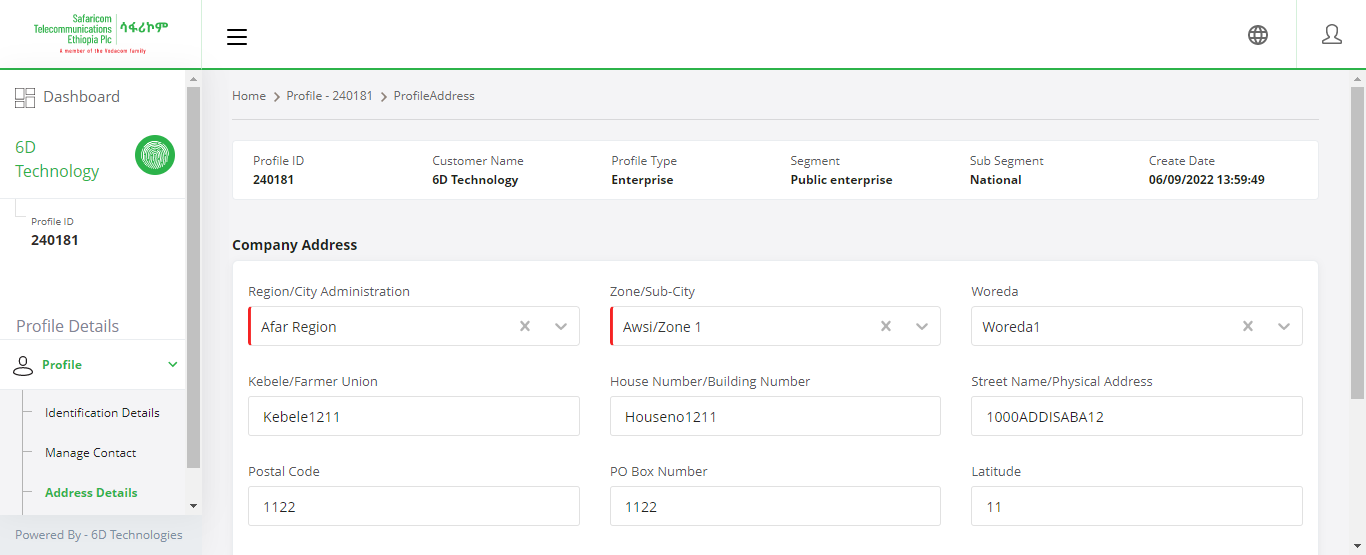 Safaricom
Telecommunications
Ethiopia Plc
ሳፋሪኮም
A member of the Vodacom family
Dashboard
6D
Technology
Profile ID
240181
Profile Details
Profile
Identification Details
Manage Contact
Address Details
Powered By - 6D Technologies
Home > Profile - 240181 > ProfileAddress
Profile ID Customer Name Profile Type Segment Sub Segment Create Date
240181 6D Technology Enterprise Public enterprise National 06/09/2022 13:59:49
Company Address
Region/City Administration Zone/Sub-City Woreda
Afar Region Awsi/Zone 1 Woreda1
Kebele/Farmer Union House Number/Building Number Street Name/Physical Address
Kebele1211 Houseno1211 1000ADDISABA12
Postal Code PO Box Number Latitude
1122 1122 11